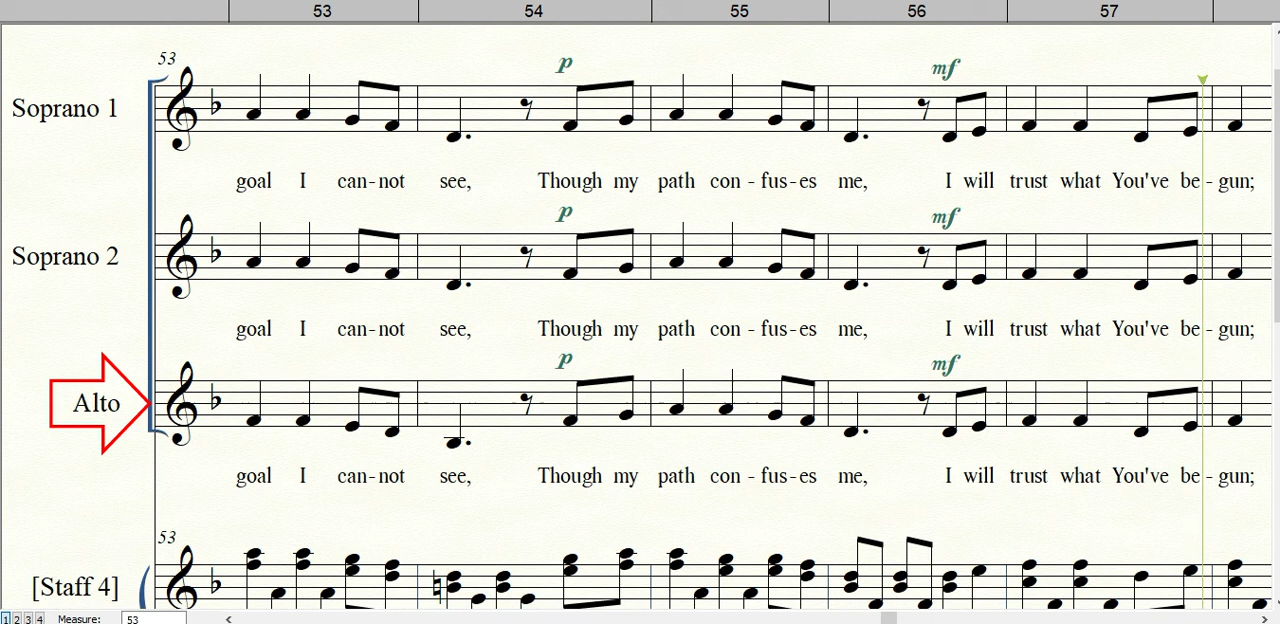 53 54 55 56 57
53
p mf
Soprano 1
goal I can-not see, Though my path con - fus-es me, I will trust what You've be - gun;
p mf
Soprano 2
goal I can-not see, Though my path con - fus-es me, I will trust what You've be - gun;
p mf
Alto
goal I can-not see, Though my path con - fus-es me, I will trust what You've be - gun;
53
[Staff 4]
1 2 3 4 Measure: 53